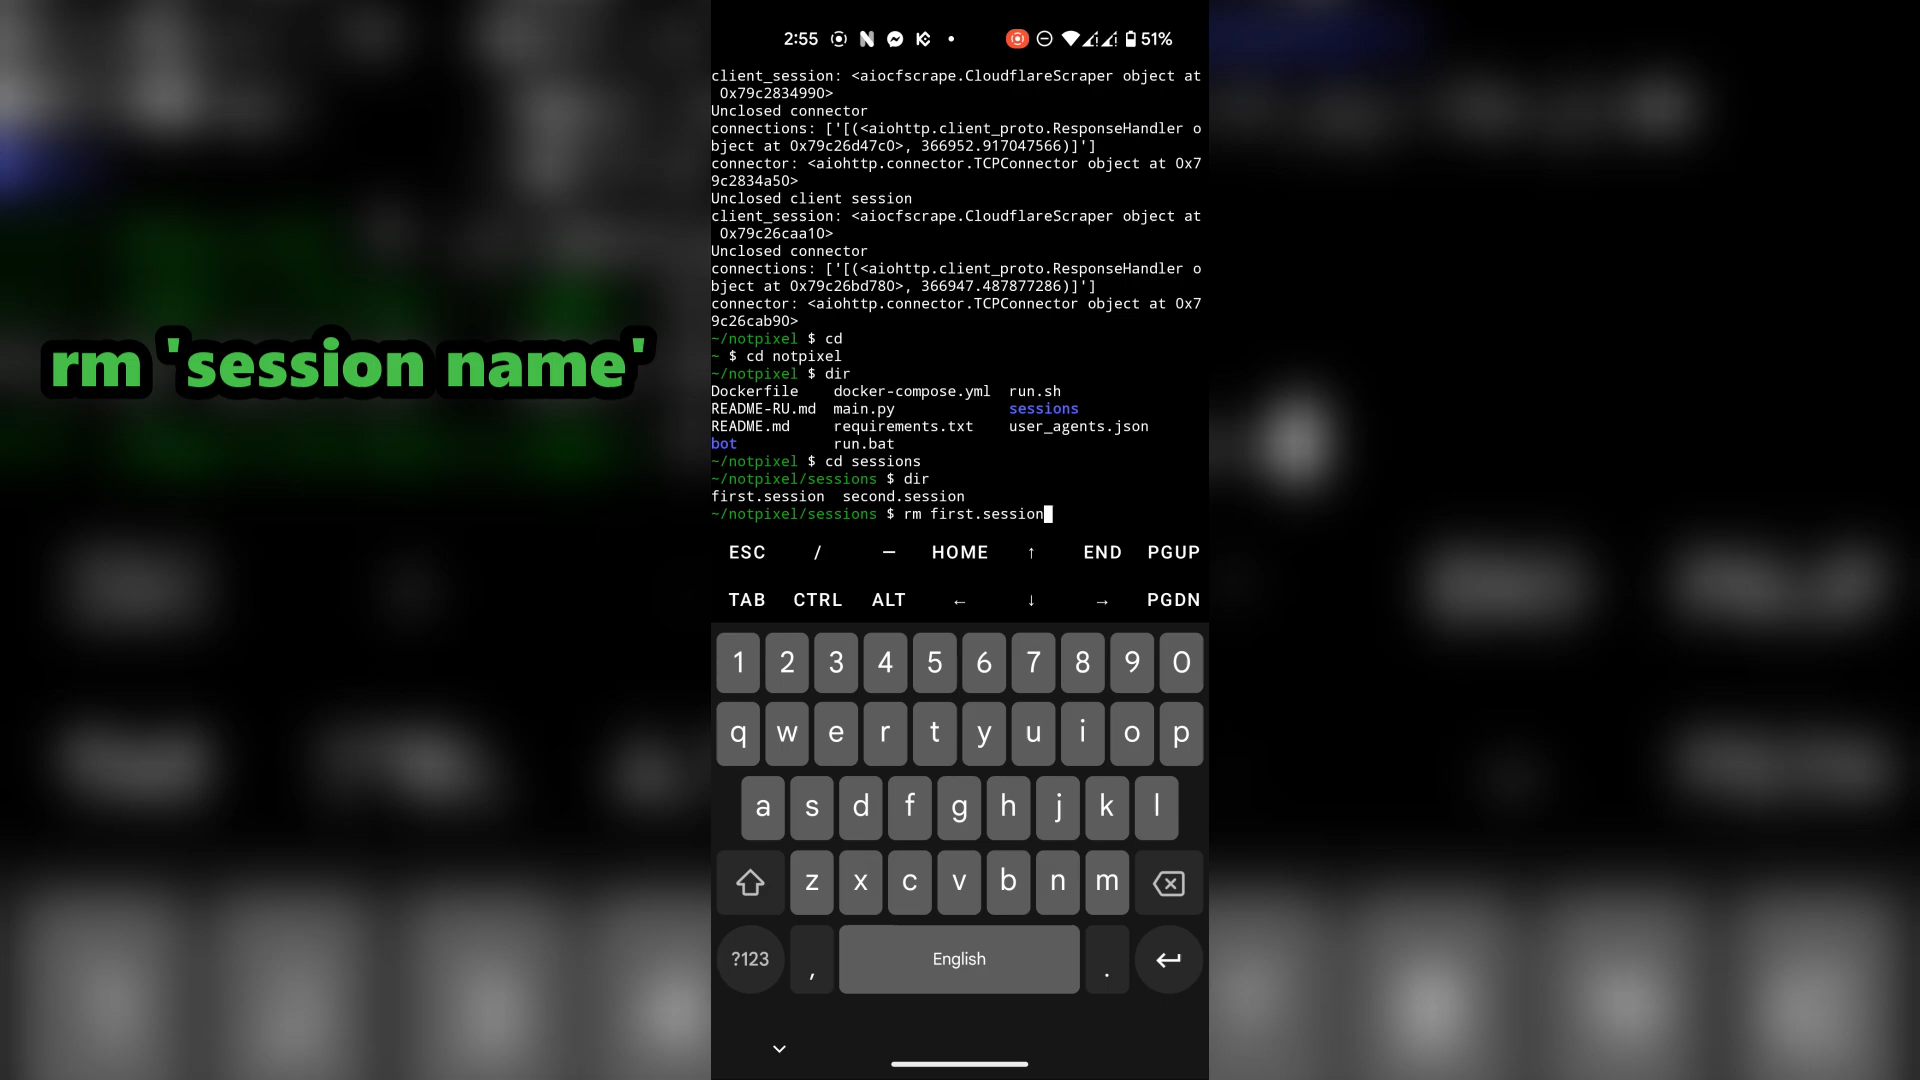 rm 'session name'
2:55
51%
client_session: <aiocfscrape.CloudflareScraper object at
0x79c2834990>
Unclosed connector
connections: ['[(<aiohttp.client_proto.ResponseHandler o
bject at 0x79c26d47c0>, 366952.917047566)]']
connector: <aiohttp.connector.TCPConnector object at 0x7
9c2834a50>
Unclosed client session
client_session: <aiocfscrape.CloudflareScraper object at
0x79c26caa10>
Unclosed connector
connections: ['[(<aiohttp.client_proto.ResponseHandler o
bject at 0x79c26bd780>, 366947.487877286)]']
connector: <aiohttp.connector.TCPConnector object at 0x7
9c26cab90>
~/notpixel $ cd
~ $ cd notpixel
~/notpixel $ dir
Dockerfile docker-compose.yml run.sh
README-RU.md main.py sessions
README.md requirements.txt user_agents.json
bot run.bat
~/notpixel $ cd sessions
~/notpixel/sessions $ dir
first.session second.session
~/notpixel/sessions $ rm first.session
ESC / — HOME ↑ END PGUP
TAB CTRL ALT ← ↓ → PGDN
1 2 3 4 5 6 7 8 9 0
q w e r t y u i o p
a s d f g h j k l
z x c v b n m
?123 , English .